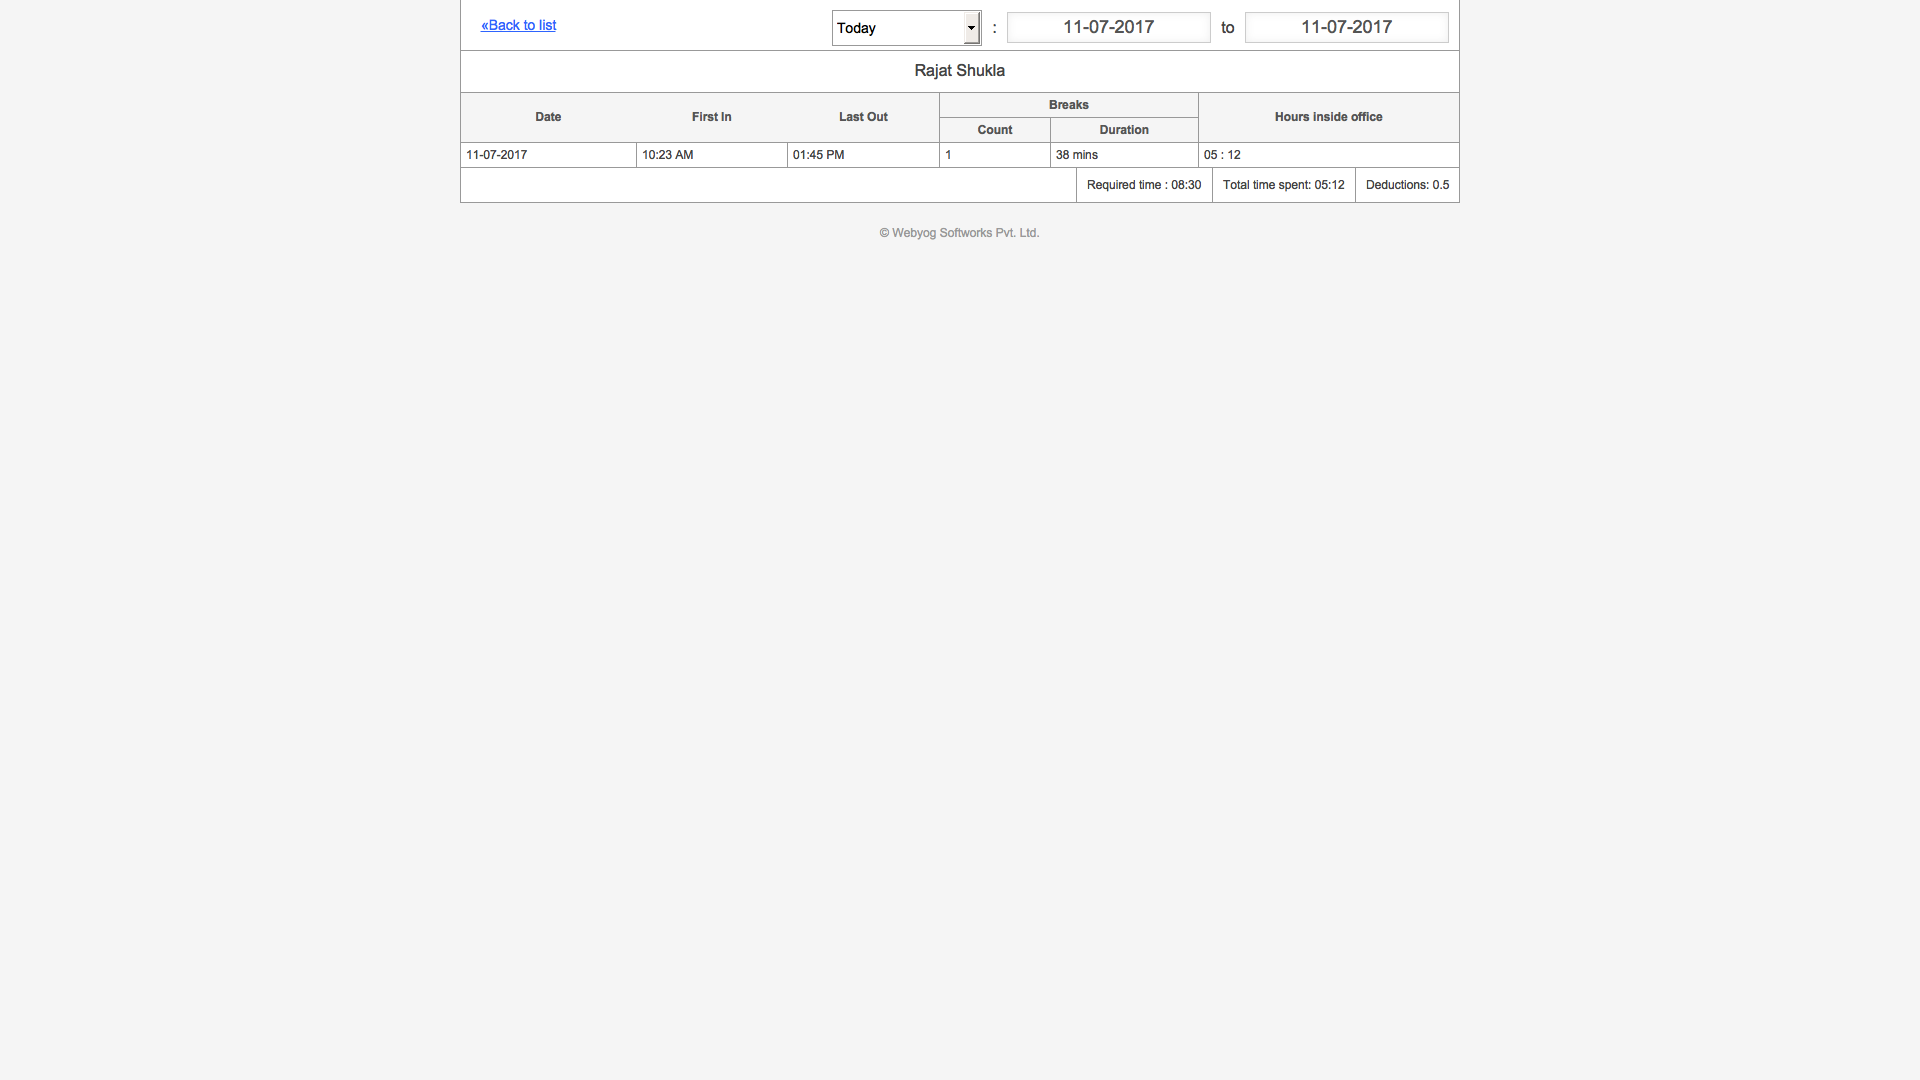 «Back to list
Today : 11-07-2017 to 11-07-2017
Rajat Shukla
Date First In Last Out Breaks Hours inside office
Count Duration
11-07-2017 10:23 AM 01:45 PM 1 38 mins 05 : 12
Required time : 08:30 Total time spent: 05:12 Deductions: 0.5
© Webyog Softworks Pvt. Ltd.